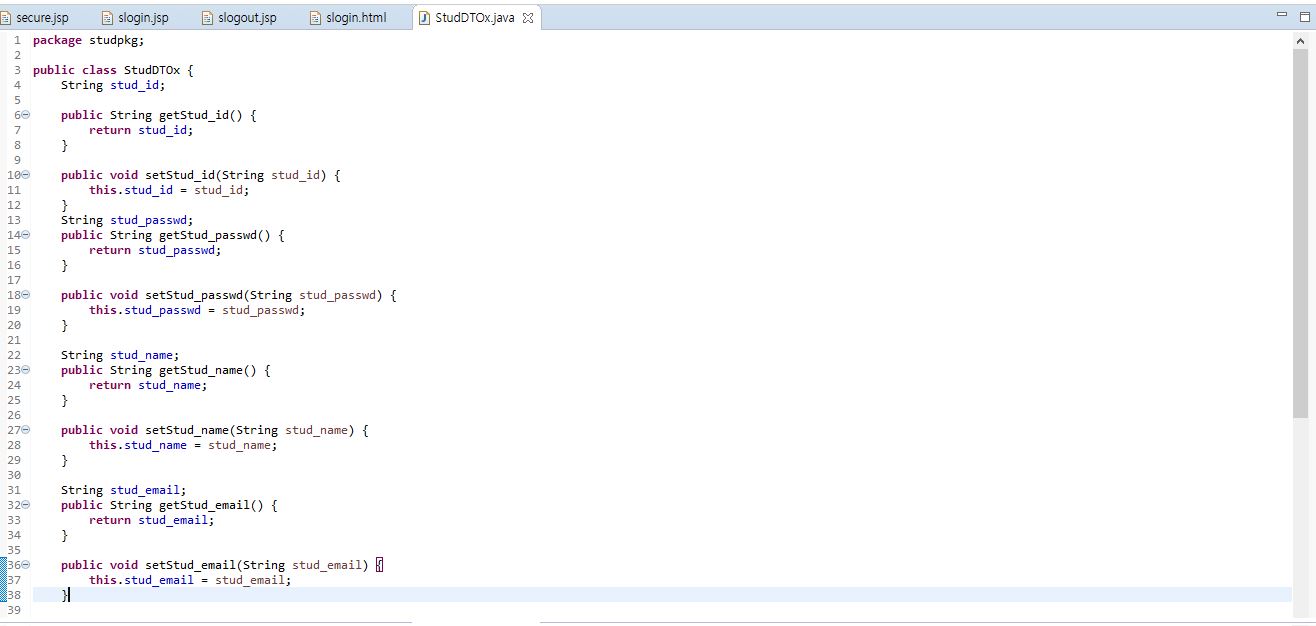 secure.jsp slogin.jsp slogout.jsp slogin.html StudDTOx.java
1 package studpkg;
2
3 public class StudDTOx {
4     String stud_id;
5
6     public String getStud_id() {
7         return stud_id;
8     }
9
10     public void setStud_id(String stud_id) {
11         this.stud_id = stud_id;
12     }
13     String stud_passwd;
14     public String getStud_passwd() {
15         return stud_passwd;
16     }
17
18     public void setStud_passwd(String stud_passwd) {
19         this.stud_passwd = stud_passwd;
20     }
21
22     String stud_name;
23     public String getStud_name() {
24         return stud_name;
25     }
26
27     public void setStud_name(String stud_name) {
28         this.stud_name = stud_name;
29     }
30
31     String stud_email;
32     public String getStud_email() {
33         return stud_email;
34     }
35
36     public void setStud_email(String stud_email) {
37         this.stud_email = stud_email;
38     }
39